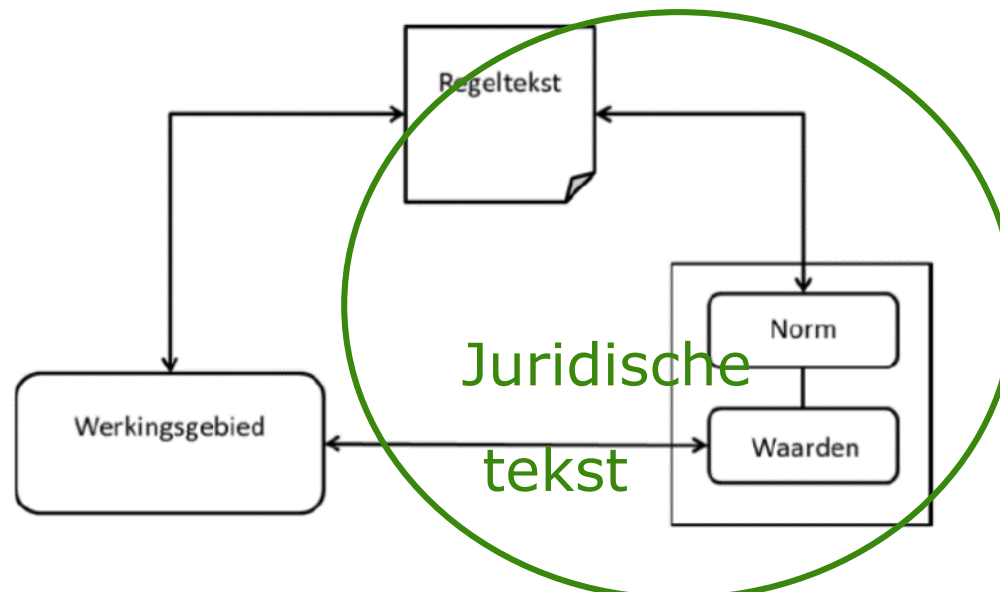 Regeltekst
Norm
Juridische
Werkingsgebied
Waarden
tekst